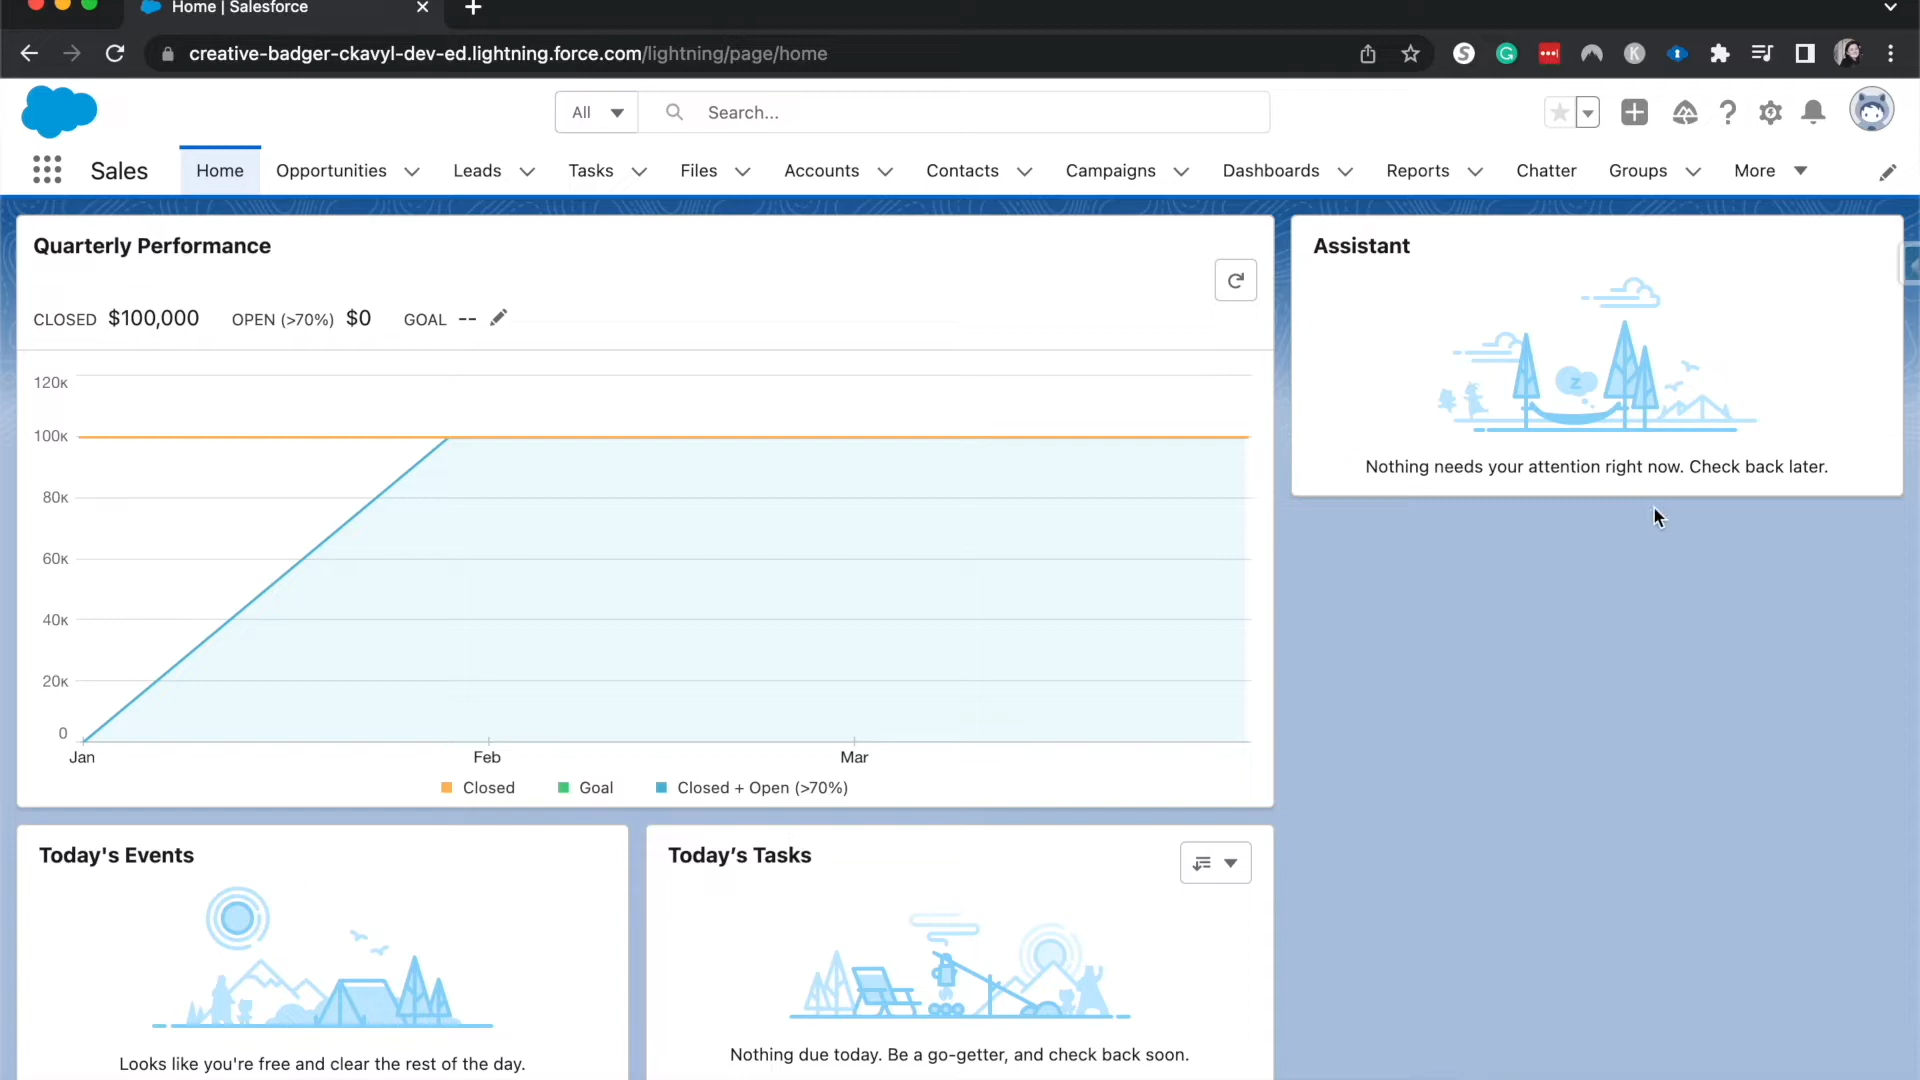 Home | Salesforce
creative-badger-ckavyl-dev-ed.lightning.force.com/lightning/page/home
All
Search...
Sales
Home
Opportunities
Leads
Tasks
Files
Accounts
Contacts
Campaigns
Dashboards
Reports
Chatter
Groups
More
Quarterly Performance
CLOSED $100,000 OPEN (>70%) $0 GOAL --
120K
100K
80K
60K
40K
20K
0
Jan Feb Mar
Closed Goal Closed + Open (>70%)
Assistant
z
Nothing needs your attention right now. Check back later.
Today's Events
Looks like you're free and clear the rest of the day.
Today’s Tasks
Nothing due today. Be a go-getter, and check back soon.